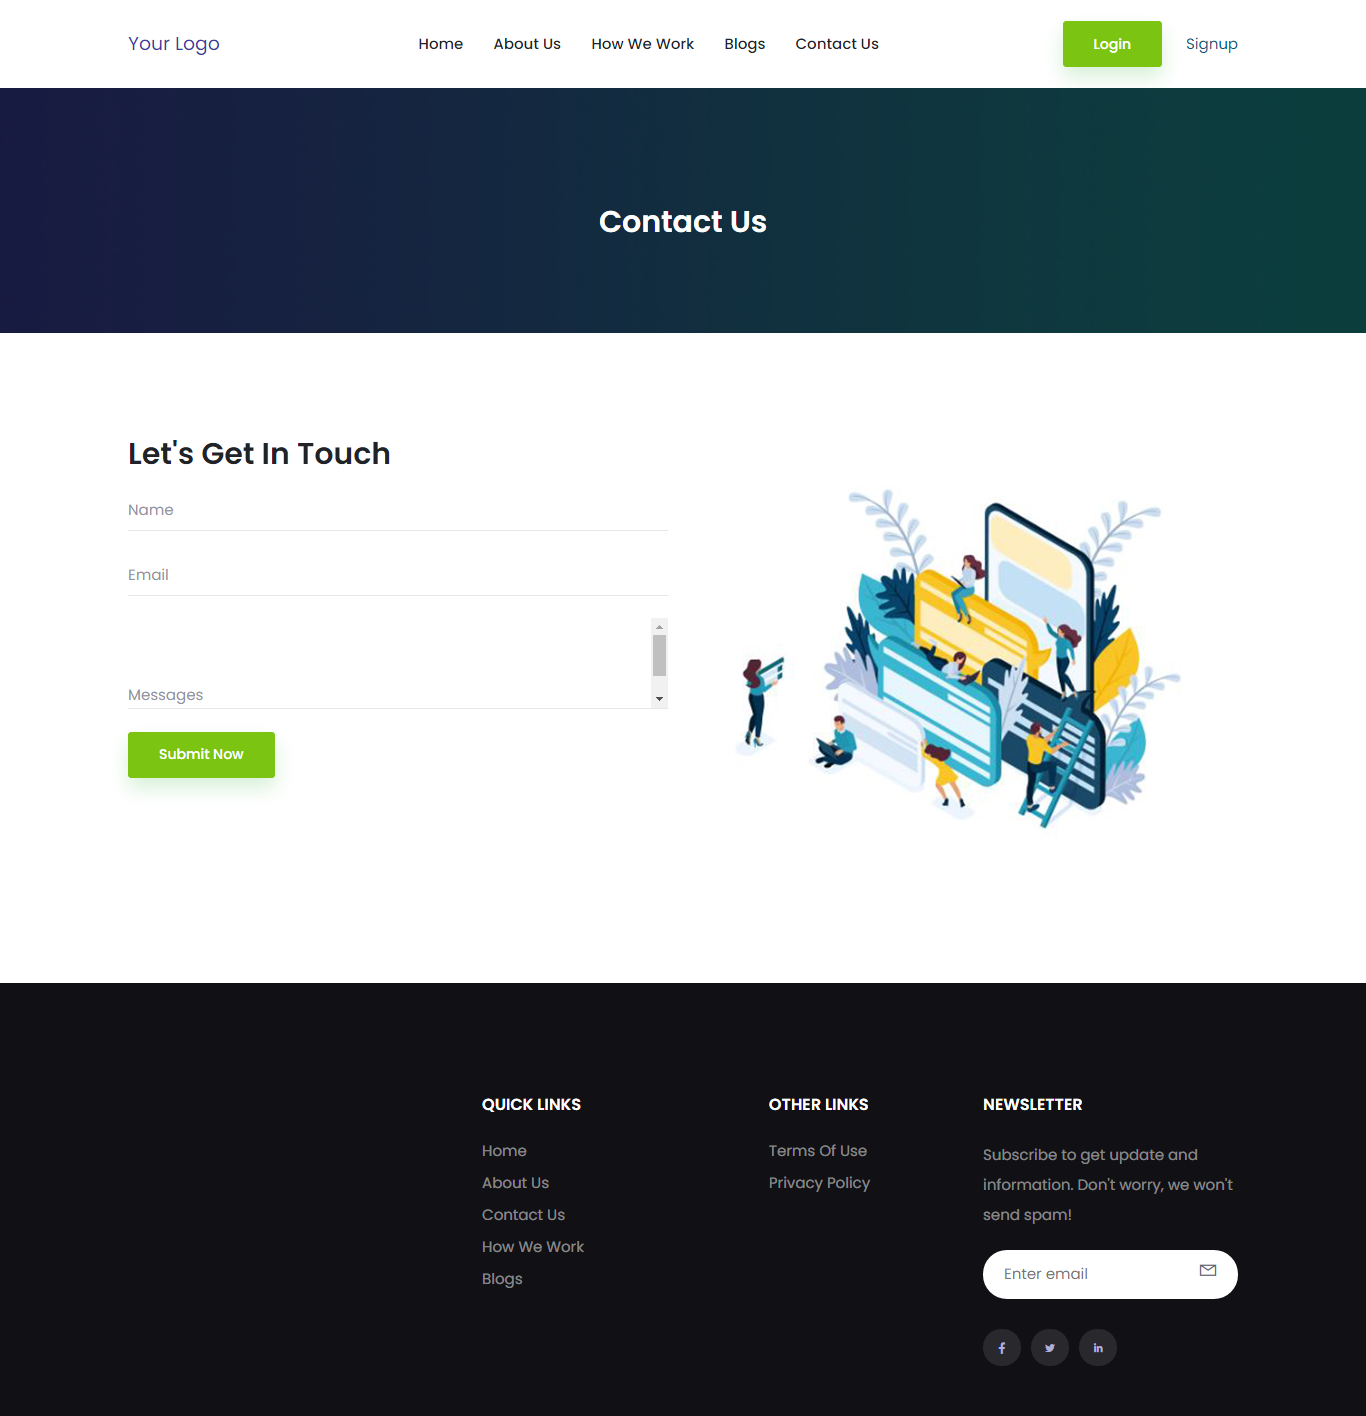 Your Logo
Home
About Us
How We Work
Blogs
Contact Us
Login
Signup
Contact Us
Let's Get In Touch
Name
Email
Messages
Submit Now
QUICK LINKS
Home
About Us
Contact Us
How We Work
Blogs
OTHER LINKS
Terms Of Use
Privacy Policy
NEWSLETTER
Subscribe to get update and
information. Don't worry, we won't
send spam!
Enter email